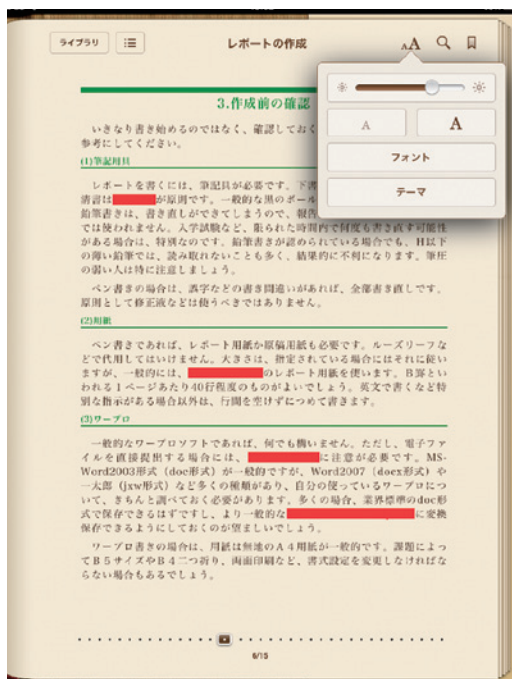 ライブラリ
レポートの作成
AA
A A
フォント
テーマ
3.作成前の確認
いきなり書き始めるのではなく、確認しておく
参考にしてください。
(1)筆記用具
レポートを書くには、筆記具が必要です。下書
清書は が原則です。一般的な黒のボール
鉛筆書きは、書き直しができてしまうので、報告
では使われません。入学試験など、限られた時間内で何度も書き直す可能性
がある場合は、特別なのです。鉛筆書きが認められている場合でも、H以下
の薄い鉛筆では、読み取れないことも多く、結果的に不利になります。筆圧
の弱い人は特に注意しましょう。
ペン書きの場合は、誤字などの書き間違いがあれば、全部書き直しです。
原則として修正液などは使うべきではありません。
(2)用紙
ペン書きであれば、レポート用紙か原稿用紙も必要です。ルーズリーフな
どで代用してはいけません。大きさは、指定されている場合にはそれに従い
ますが、一般的には、 のレポート用紙を使います。B罫とい
われる1ページあたり40行程度のものがよいでしょう。英文で書くなど特
別な指示がある場合以外は、行間を空けずにつめて書きます。
(3)ワープロ
一般的なワープロソフトであれば、何でも構いません。ただし、電子ファ
イルを直接提出する場合には、 に注意が必要です。MS-
Word2003形式（doc形式）が一般的ですが、Word2007（docx形式）や
一太郎（jxw形式）など多くの種類があり、自分の使っているワープロにつ
いて、きちんと調べておく必要があります。多くの場合、業界標準のdoc形
式で保存できるはずですし、より一般的な に変換
保存できるようにしておくのが望ましいでしょう。
ワープロ書きの場合は、用紙は無地のA4用紙が一般的です。課題によっ
てB5サイズやB4二つ折り、両面印刷など、書式設定を変更しなければな
らない場合もあるでしょう。
6/15